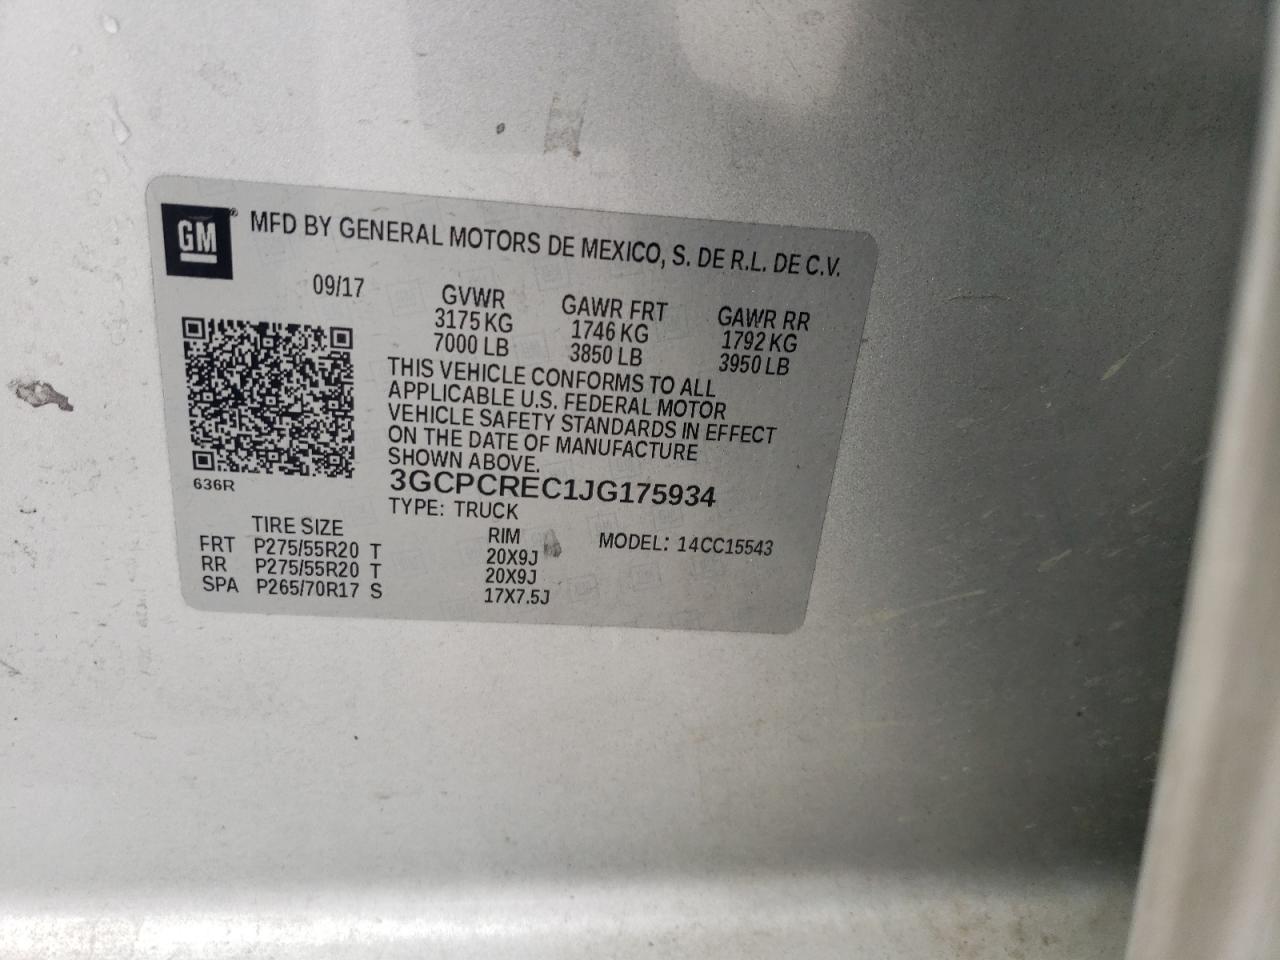 GM® MFD BY GENERAL MOTORS DE MEXICO, S. DE R.L. DE C.V.
09/17
GVWR GAWR FRT GAWR RR
3175 KG 1746 KG 1792 KG
7000 LB 3850 LB 3950 LB
THIS VEHICLE CONFORMS TO ALL
APPLICABLE U.S. FEDERAL MOTOR
VEHICLE SAFETY STANDARDS IN EFFECT
ON THE DATE OF MANUFACTURE
SHOWN ABOVE.
636R
3GCPCREC1JG175934
TYPE: TRUCK
TIRE SIZE RIM MODEL: 14CC15543
FRT P275/55R20 T 20X9J
RR P275/55R20 T 20X9J
SPA P265/70R17 S 17X7.5J